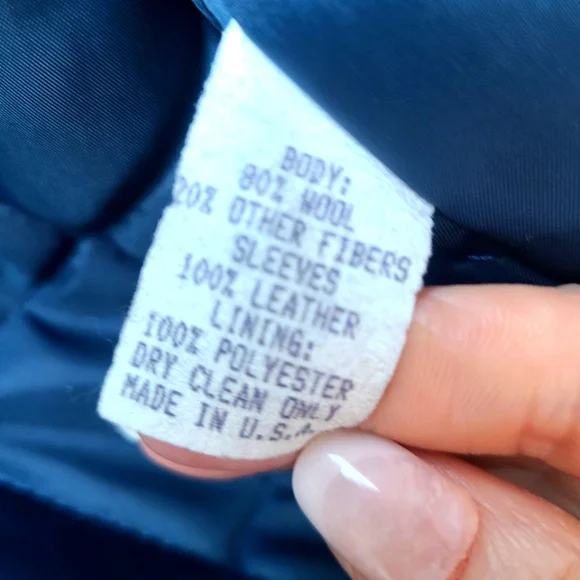 BODY:
80% WOOL
20% OTHER FIBERS
SLEEVES
100% LEATHER
LINING:
100% POLYESTER
DRY CLEAN ONLY
MADE IN U.S.A.